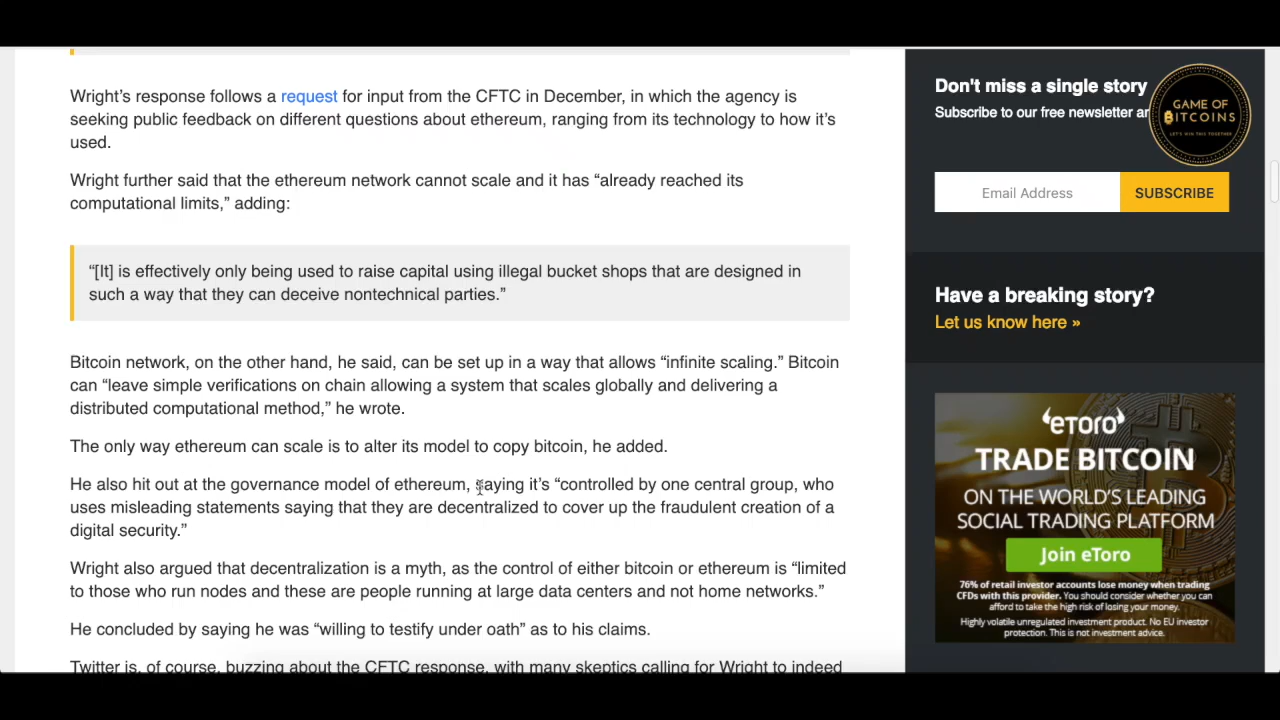 Wright’s response follows a request for input from the CFTC in December, in which the agency is
seeking public feedback on different questions about ethereum, ranging from its technology to how it’s
used.
Wright further said that the ethereum network cannot scale and it has “already reached its
computational limits,” adding:
“[It] is effectively only being used to raise capital using illegal bucket shops that are designed in
such a way that they can deceive nontechnical parties.”
Bitcoin network, on the other hand, he said, can be set up in a way that allows “infinite scaling.” Bitcoin
can “leave simple verifications on chain allowing a system that scales globally and delivering a
distributed computational method,” he wrote.
The only way ethereum can scale is to alter its model to copy bitcoin, he added.
He also hit out at the governance model of ethereum, saying it’s “controlled by one central group, who
uses misleading statements saying that they are decentralized to cover up the fraudulent creation of a
digital security.”
Wright also argued that decentralization is a myth, as the control of either bitcoin or ethereum is “limited
to those who run nodes and these are people running at large data centers and not home networks.”
He concluded by saying he was “willing to testify under oath” as to his claims.
Twitter is, of course, buzzing about the CFTC response, with many skeptics calling for Wright to indeed
Don't miss a single story
Subscribe to our free newsletter
GAME OF
BITCOINS
LET'S WIN THIS TOGETHER
Email Address
SUBSCRIBE
Have a breaking story?
Let us know here »
eToro
TRADE BITCOIN
ON THE WORLD'S LEADING
SOCIAL TRADING PLATFORM
Join eToro
76% of retail investor accounts lose money when trading
CFDs with this provider. You should consider whether you can
afford to take the high risk of losing your money.
Highly volatile unregulated investment product. No EU investor
protection. This is not investment advice.